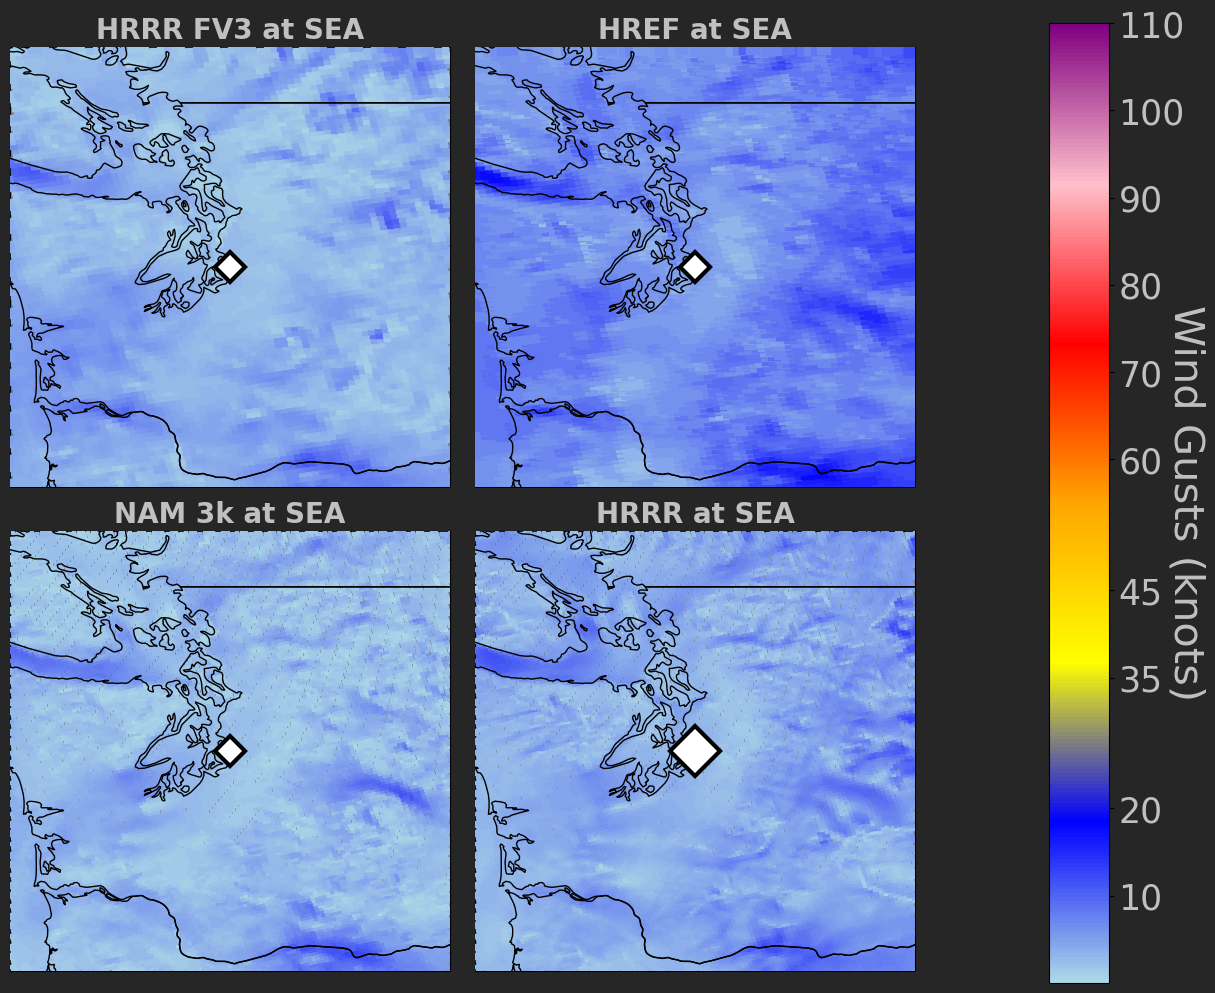 HRRR FV3 at SEA
HREF at SEA
NAM 3k at SEA
HRRR at SEA
110
100
90
80
70
60
45
35
20
10
Wind Gusts (knots)